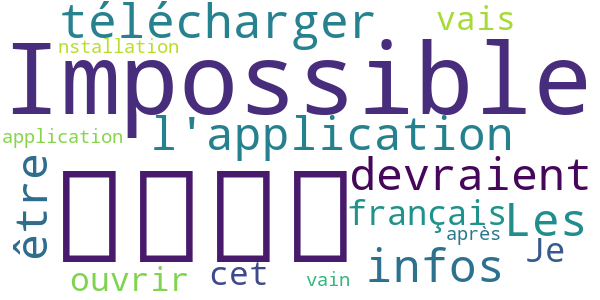 télécharger
vais
nstallation
Impossible
application
l'application
être
devraient
français
Les
après
Je
infos
ouvrir
cet
vain